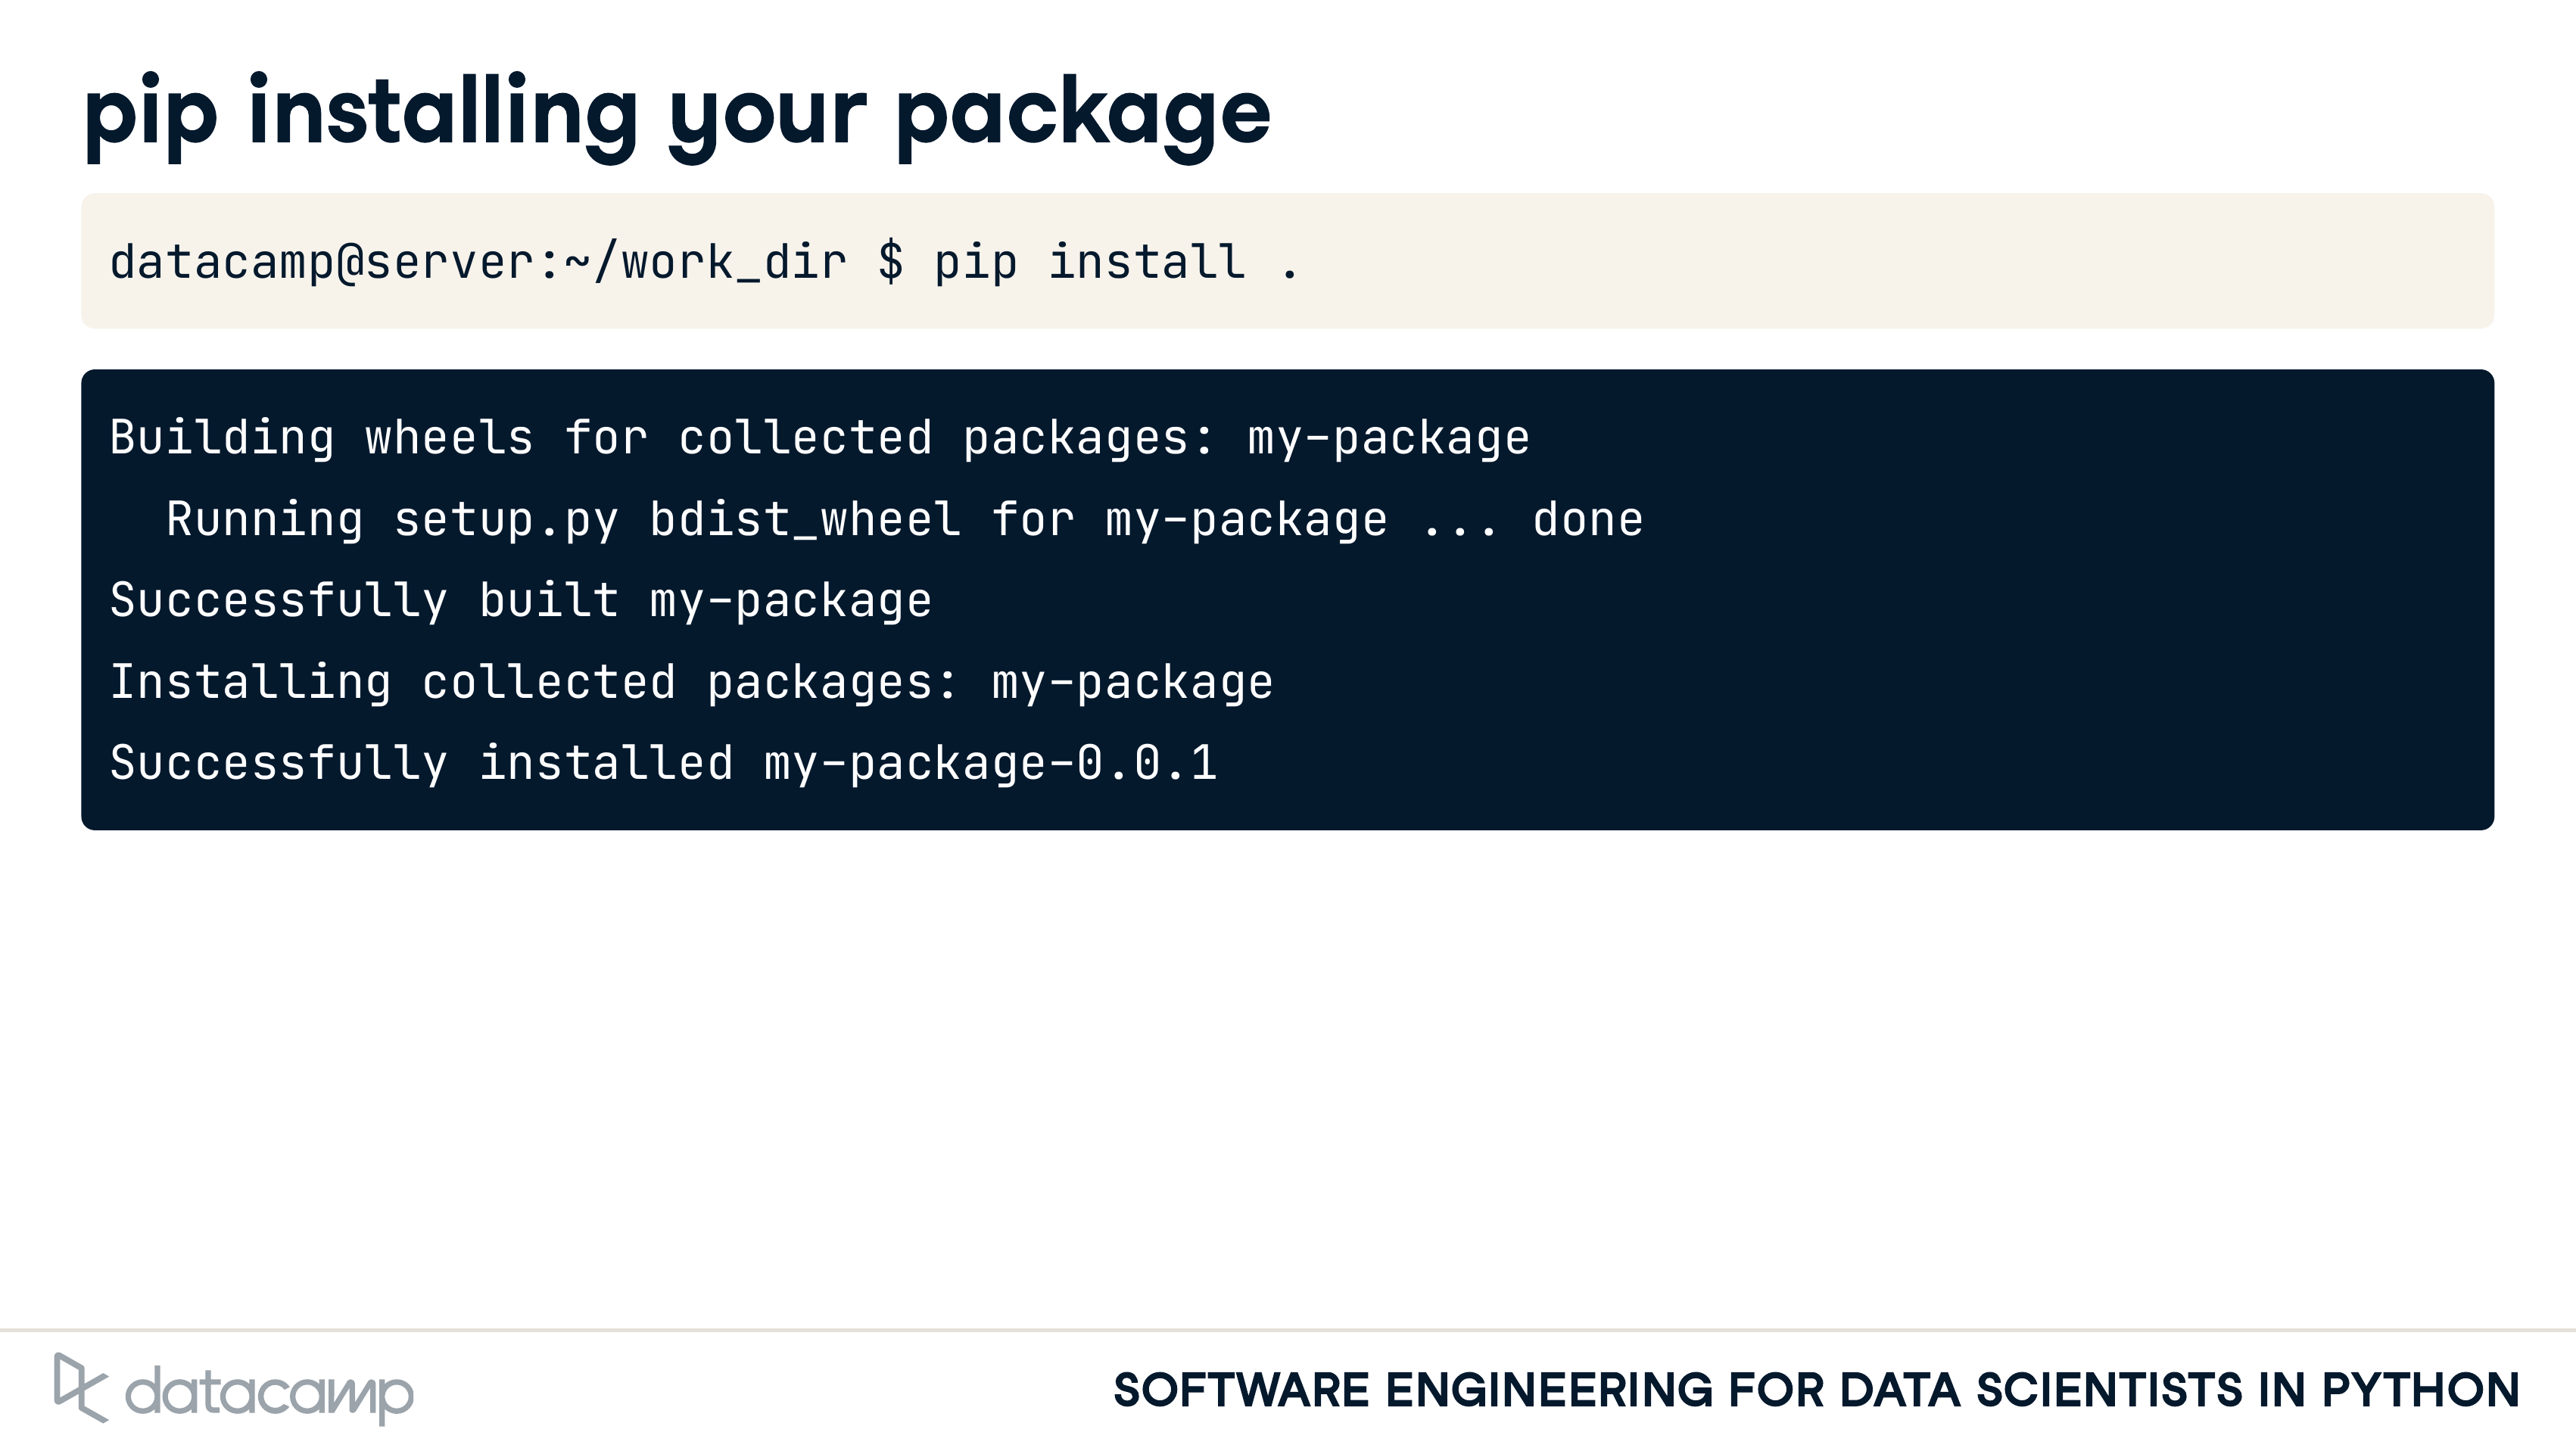 pip installing your package
datacamp@server:~/work_dir $ pip install .
Building wheels for collected packages: my-package
  Running setup.py bdist_wheel for my-package ... done
Successfully built my-package
Installing collected packages: my-package
Successfully installed my-package-0.0.1
datacamp
SOFTWARE ENGINEERING FOR DATA SCIENTISTS IN PYTHON